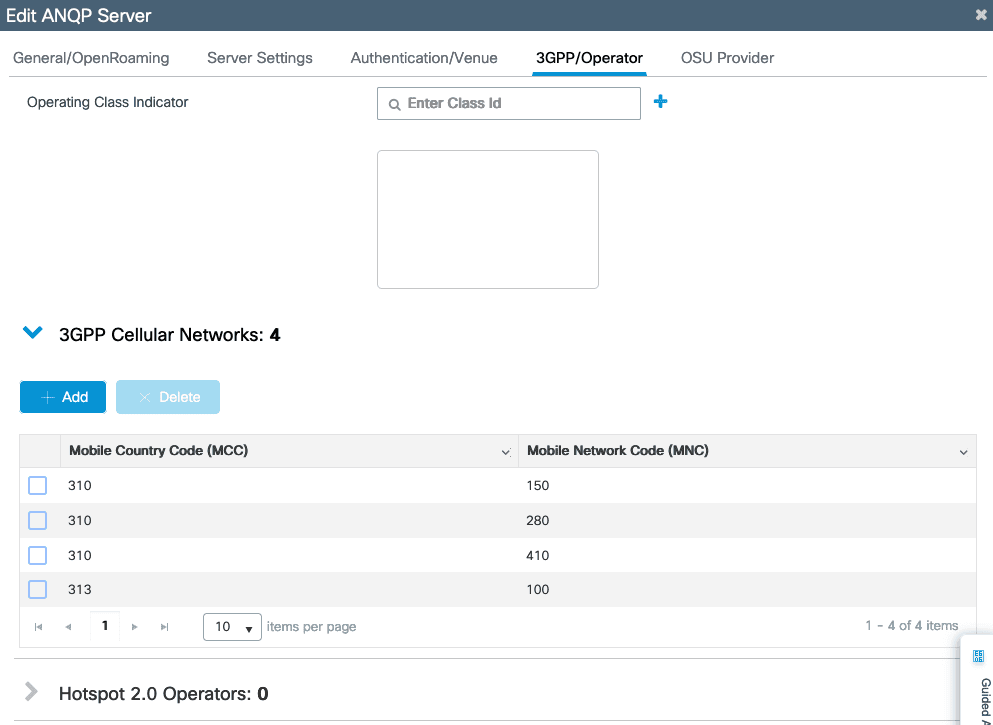 Edit ANQP Server
General/OpenRoaming Server Settings Authentication/Venue 3GPP/Operator OSU Provider
Operating Class Indicator Enter Class Id
3GPP Cellular Networks: 4
Add Delete
Mobile Country Code (MCC) Mobile Network Code (MNC)
310 150
310 280
310 410
313 100
1 10 items per page 1 - 4 of 4 items
Guided
Hotspot 2.0 Operators: 0